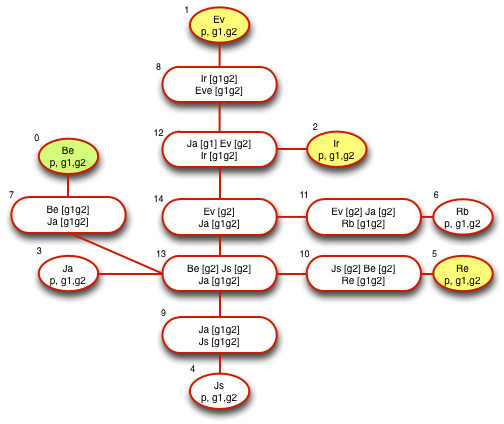 1
Ev
p, g1,g2
8
Ir [g1g2]
Eve [g1g2]
12
Ja [g1] Ev [g2]
Ir [g1g2]
2
Ir
p, g1,g2
0
Be
p, g1,g2
7
Be [g1g2]
Ja [g1g2]
14
Ev [g2]
Ja [g1g2]
11
Ev [g2] Ja [g2]
Rb [g1g2]
6
Rb
p, g1,g2
3
Ja
p, g1,g2
13
Be [g2] Js [g2]
Ja [g1g2]
10
Js [g2] Be [g2]
Re [g1g2]
5
Re
p, g1,g2
9
Ja [g1g2]
Js [g1g2]
4
Js
p, g1,g2